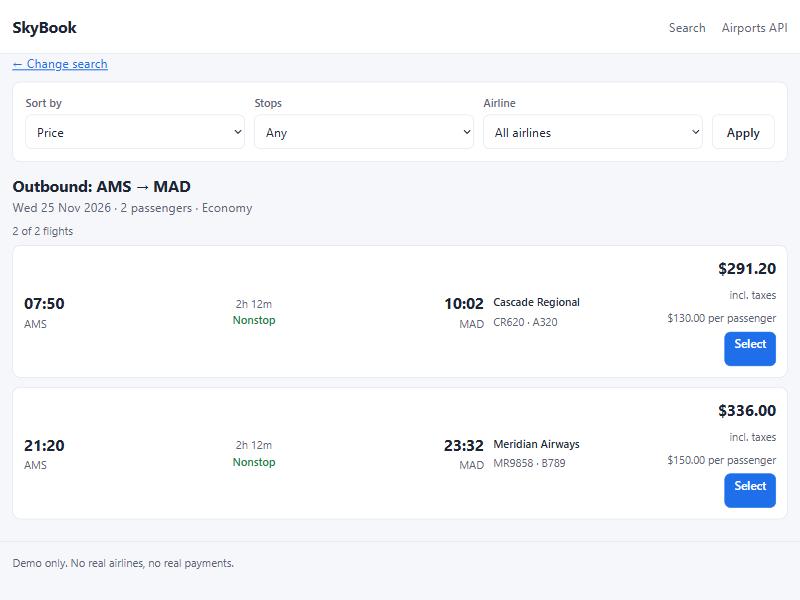 SkyBook
Search Airports API
← Change search
Sort by Stops Airline
Price Any All airlines Apply
Outbound: AMS → MAD
Wed 25 Nov 2026 · 2 passengers · Economy
2 of 2 flights
$291.20
incl. taxes
$130.00 per passenger
07:50
AMS
2h 12m
Nonstop
10:02
MAD
Cascade Regional
CR620 · A320
Select
$336.00
incl. taxes
$150.00 per passenger
21:20
AMS
2h 12m
Nonstop
23:32
MAD
Meridian Airways
MR9858 · B789
Select
Demo only. No real airlines, no real payments.